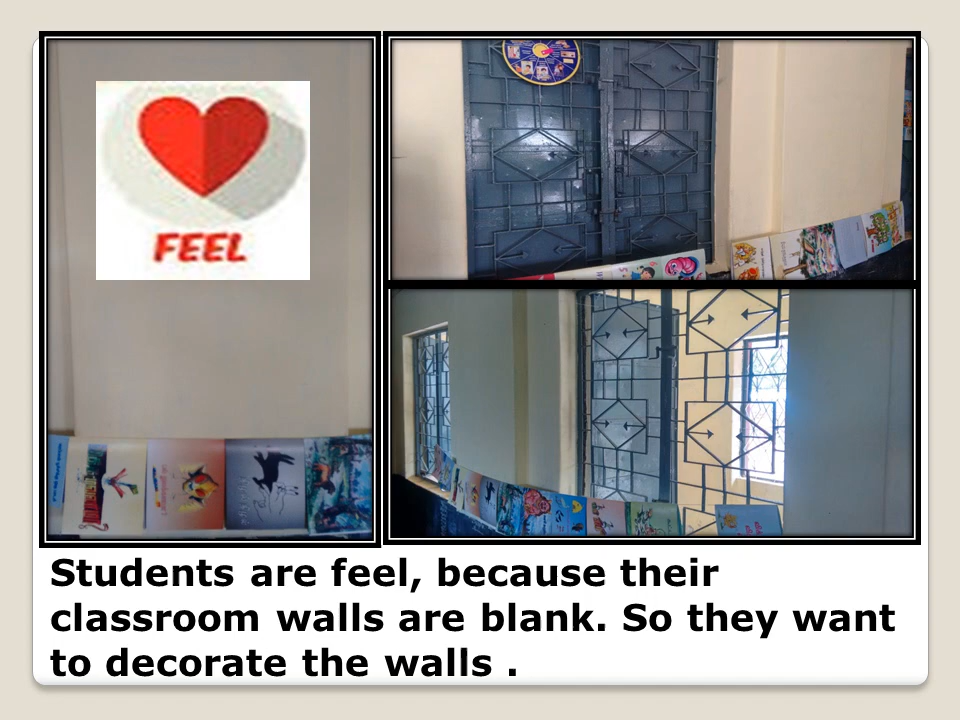 FEEL
Students are feel, because their
classroom walls are blank. So they want
to decorate the walls .